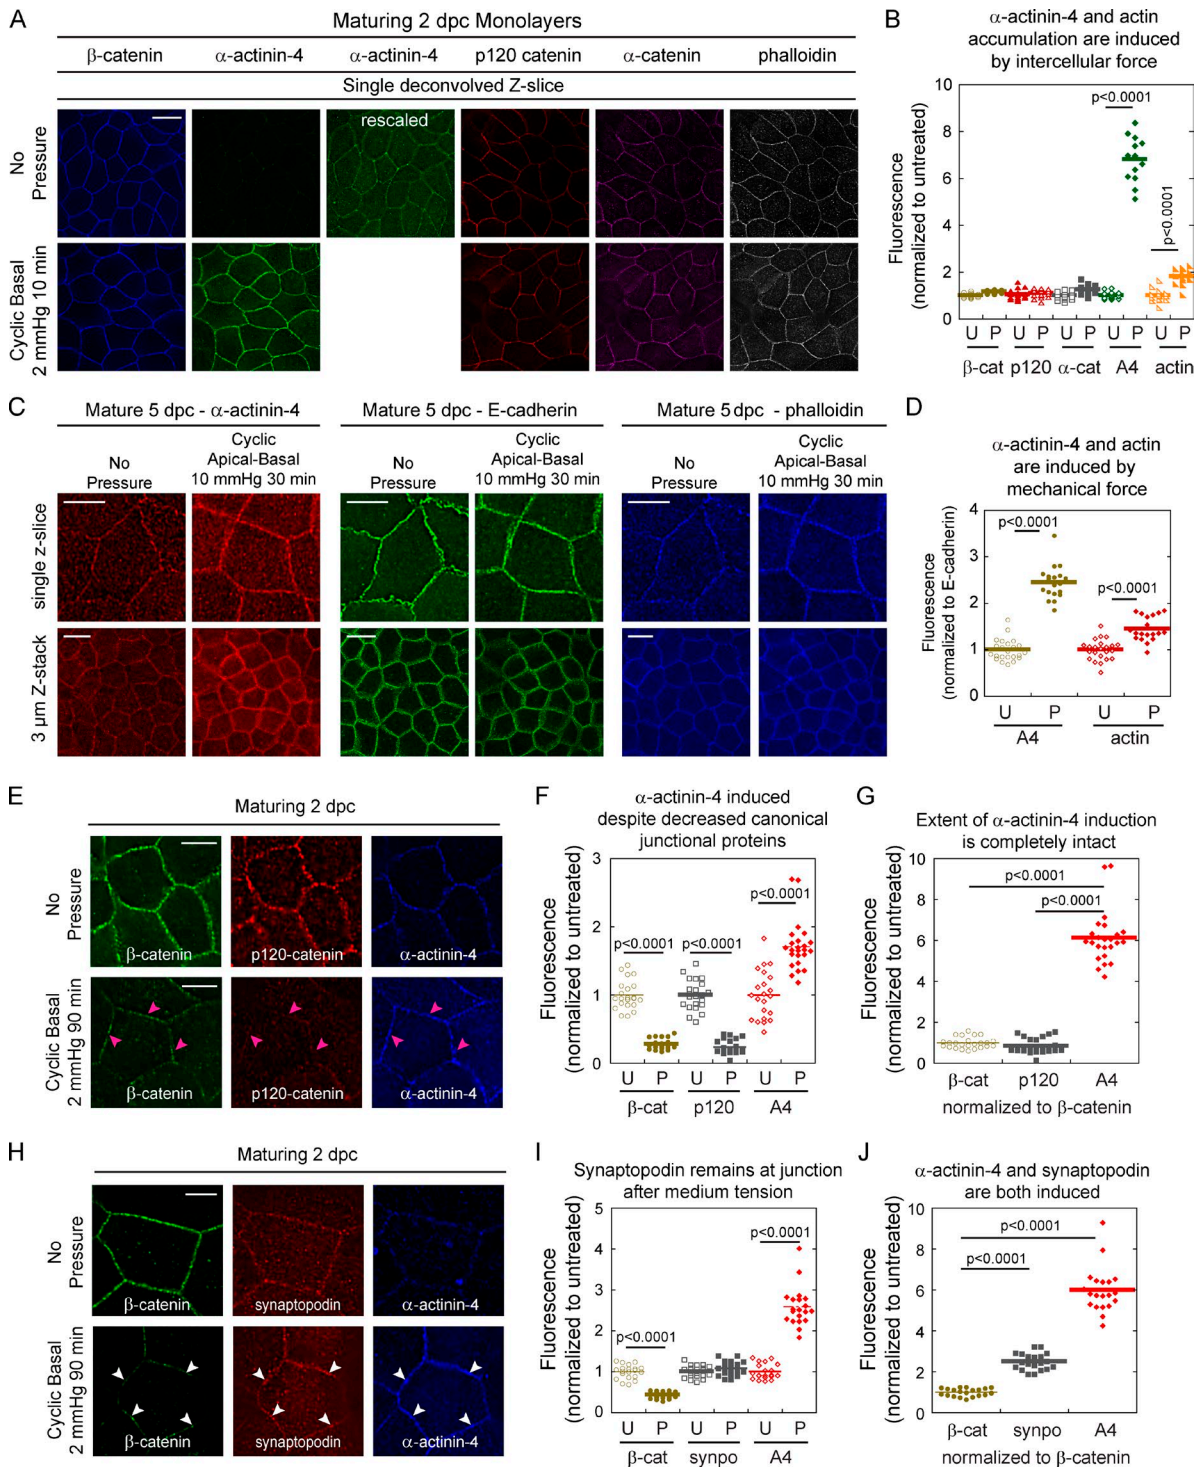 A
Maturing 2 dpc Monolayers
β-catenin α-actinin-4 α-actinin-4 p120 catenin α-catenin phalloidin
Single deconvolved Z-slice
No
Pressure
rescaled
Cyclic Basal
2 mmHg 10 min
B
α-actinin-4 and actin
accumulation are induced
by intercellular force
Fluorescence
(normalized to untreated)
10
8
6
4
2
0
p<0.0001
p<0.0001
U P U P U P U P U P
β-cat p120 α-cat A4 actin
C
Mature 5 dpc - α-actinin-4
Mature 5 dpc - E-cadherin
Mature 5 dpc - phalloidin
No
Pressure
Cyclic
Apical-Basal
10 mmHg 30 min
No
Pressure
Cyclic
Apical-Basal
10 mmHg 30 min
No
Pressure
Cyclic
Apical-Basal
10 mmHg 30 min
single z-slice
3 μm Z-stack
D
α-actinin-4 and actin
are induced by
mechanical force
Fluorescence
(normalized to E-cadherin)
4
3
2
1
0
p<0.0001
p<0.0001
U P U P
A4 actin
E
Maturing 2 dpc
No
Pressure
β-catenin p120-catenin α-actinin-4
Cyclic Basal
2 mmHg 90 min
β-catenin p120-catenin α-actinin-4
F
α-actinin-4 induced
despite decreased canonical
junctional proteins
Fluorescence
(normalized to untreated)
3
2
1
0
p<0.0001
p<0.0001 p<0.0001
U P U P U P
β-cat p120 A4
G
Extent of α-actinin-4 induction
is completely intact
Fluorescence
(normalized to untreated)
10
8
6
4
2
0
p<0.0001
p<0.0001
β-cat p120 A4
normalized to β-catenin
H
Maturing 2 dpc
No
Pressure
β-catenin synaptopodin α-actinin-4
Cyclic Basal
2 mmHg 90 min
β-catenin synaptopodin α-actinin-4
I
Synaptopodin remains at junction
after medium tension
Fluorescence
(normalized to untreated)
5
4
3
2
1
0
p<0.0001
p<0.0001
U P U P U P
β-cat synpo A4
J
α-actinin-4 and synaptopodin
are both induced
Fluorescence
(normalized to untreated)
10
8
6
4
2
0
p<0.0001
p<0.0001
β-cat synpo A4
normalized to β-catenin